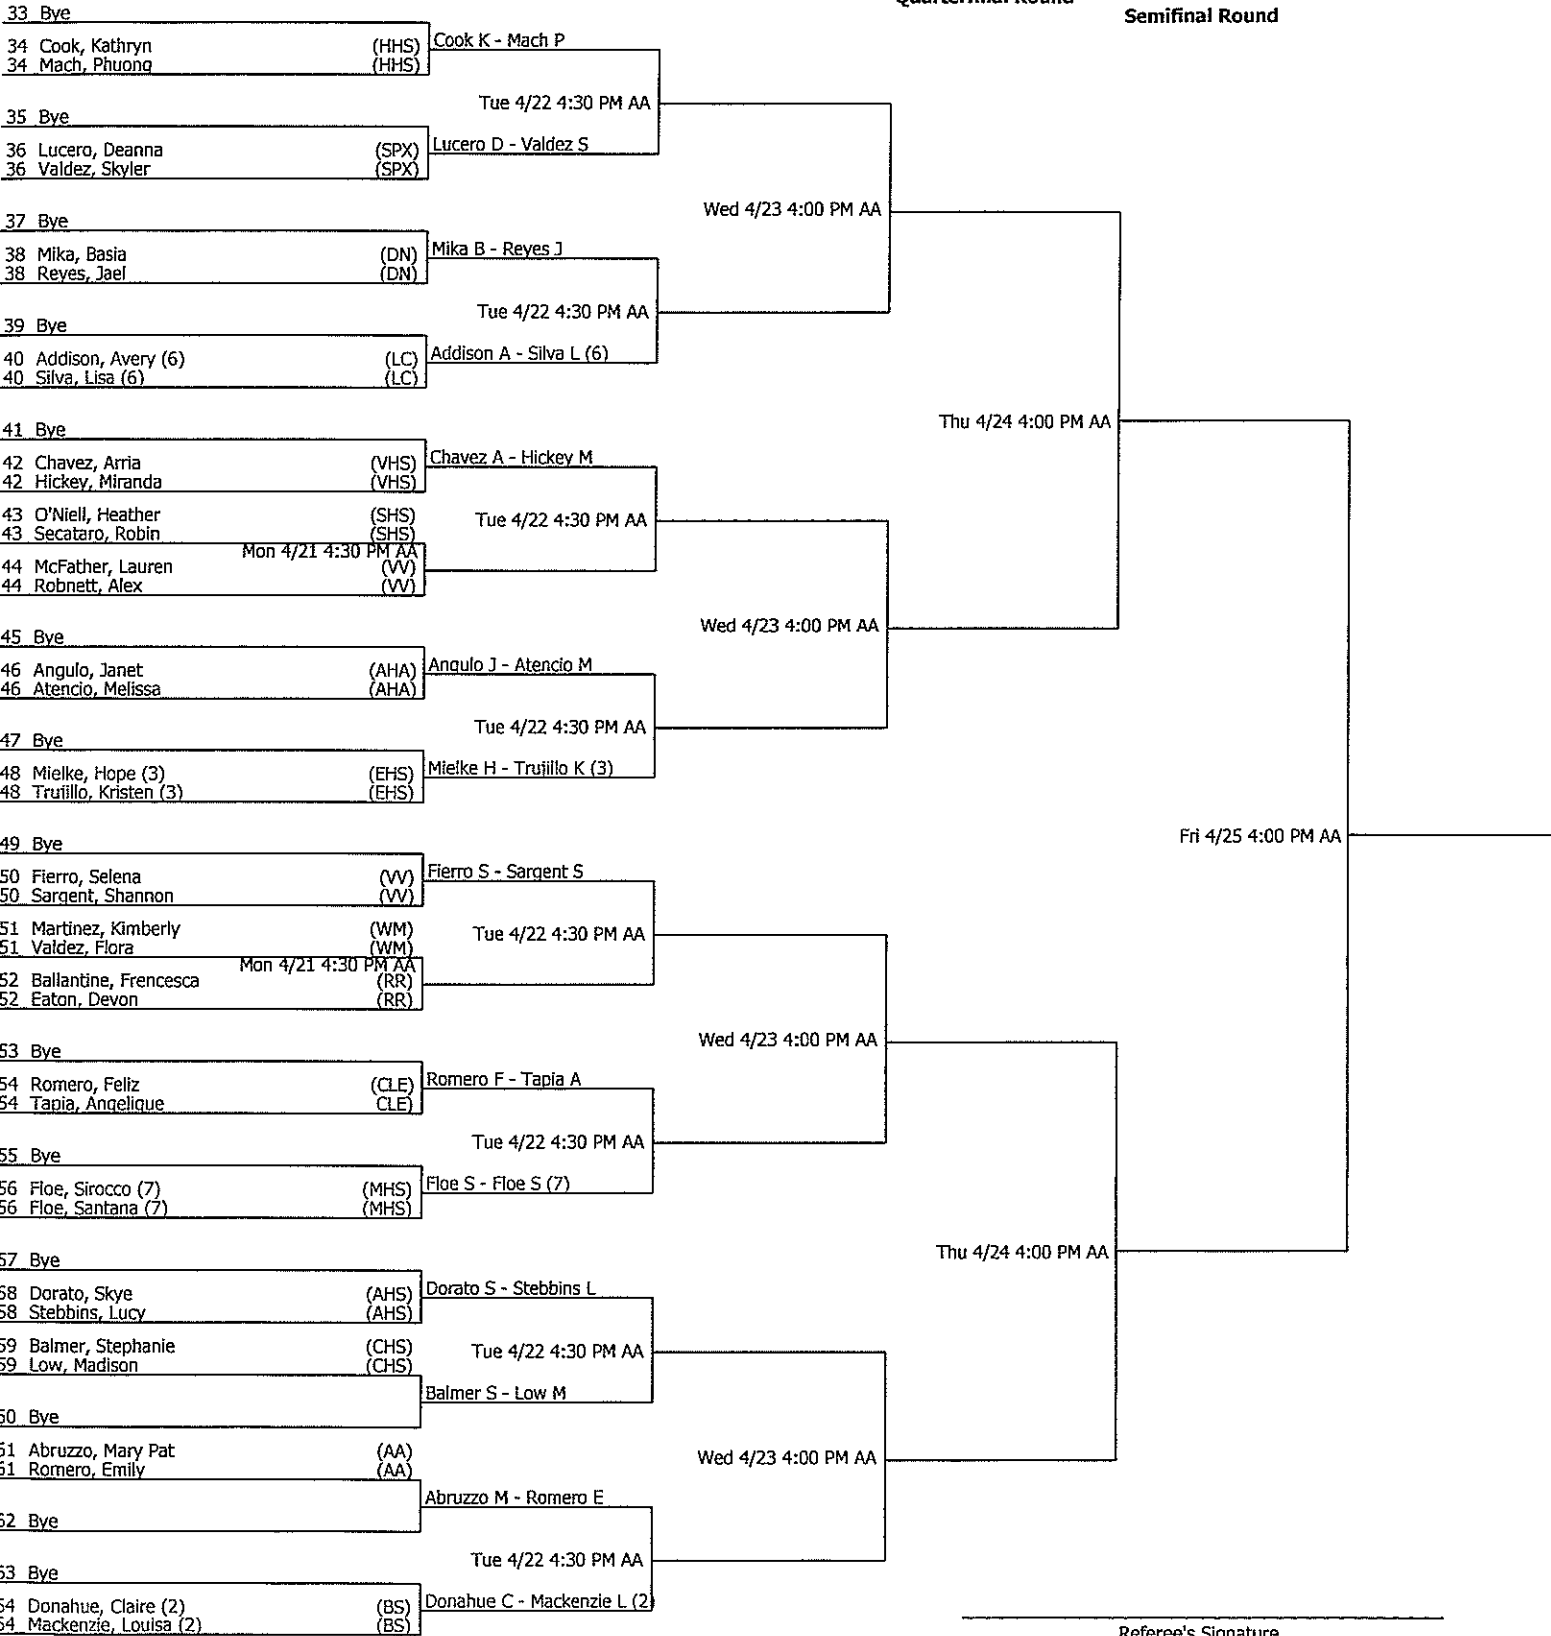 Semifinal Round
33 Bye
34 Cook, Kathryn (HHS)
34 Mach, Phuong (HHS)
Cook K - Mach P
Tue 4/22 4:30 PM AA
35 Bye
36 Lucero, Deanna (SPX)
36 Valdez, Skyler (SPX)
Lucero D - Valdez S
Wed 4/23 4:00 PM AA
37 Bye
38 Mika, Basia (DN)
38 Reyes, Jael (DN)
Mika B - Reyes J
Tue 4/22 4:30 PM AA
39 Bye
40 Addison, Avery (6) (LC)
40 Silva, Lisa (6) (LC)
Addison A - Silva L (6)
Thu 4/24 4:00 PM AA
41 Bye
42 Chavez, Arria (VHS)
42 Hickey, Miranda (VHS)
Chavez A - Hickey M
Tue 4/22 4:30 PM AA
43 O'Niell, Heather (SHS)
43 Secataro, Robin (SHS)
Mon 4/21 4:30 PM AA
44 McFather, Lauren (VV)
44 Robnett, Alex (VV)
Wed 4/23 4:00 PM AA
45 Bye
46 Angulo, Janet (AHA)
46 Atencio, Melissa (AHA)
Angulo J - Atencio M
Tue 4/22 4:30 PM AA
47 Bye
48 Mielke, Hope (3) (EHS)
48 Trujillo, Kristen (3) (EHS)
Mielke H - Trujillo K (3)
Fri 4/25 4:00 PM AA
49 Bye
50 Fierro, Selena (VV)
50 Sargent, Shannon (VV)
Fierro S - Sargent S
Tue 4/22 4:30 PM AA
51 Martinez, Kimberly (WM)
51 Valdez, Flora (WM)
Mon 4/21 4:30 PM AA
52 Ballantine, Frencesca (RR)
52 Eaton, Devon (RR)
Wed 4/23 4:00 PM AA
53 Bye
54 Romero, Feliz (CLE)
54 Tapia, Angelique CLE)
Romero F - Tapia A
Tue 4/22 4:30 PM AA
55 Bye
56 Floe, Sirocco (7) (MHS)
56 Floe, Santana (7) (MHS)
Floe S - Floe S (7)
Thu 4/24 4:00 PM AA
57 Bye
58 Dorato, Skye (AHS)
58 Stebbins, Lucy (AHS)
Dorato S - Stebbins L
Tue 4/22 4:30 PM AA
59 Balmer, Stephanie (CHS)
59 Low, Madison (CHS)
Balmer S - Low M
60 Bye
Wed 4/23 4:00 PM AA
61 Abruzzo, Mary Pat (AA)
61 Romero, Emily (AA)
Abruzzo M - Romero E
62 Bye
Tue 4/22 4:30 PM AA
63 Bye
64 Donahue, Claire (2) (BS)
64 Mackenzie, Louisa (2) (BS)
Donahue C - Mackenzie L (2)
Referee's Signature